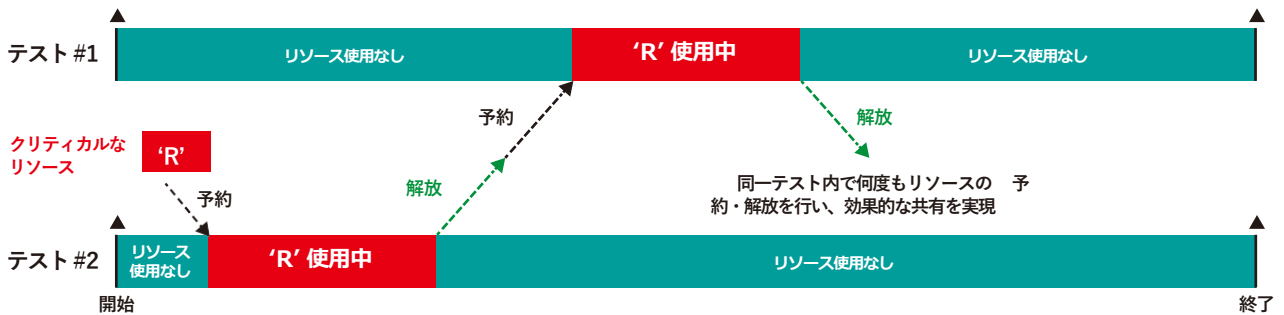 テスト #1
リソース使用なし
‘R’ 使用中
リソース使用なし
予約
解放
クリティカルな
リソース
‘R’
予約
解放
同一テスト内で何度もリソースの　予
約・解放を行い、効果的な共有を実現
テスト #2
リソース
使用なし
‘R’ 使用中
リソース使用なし
開始
終了